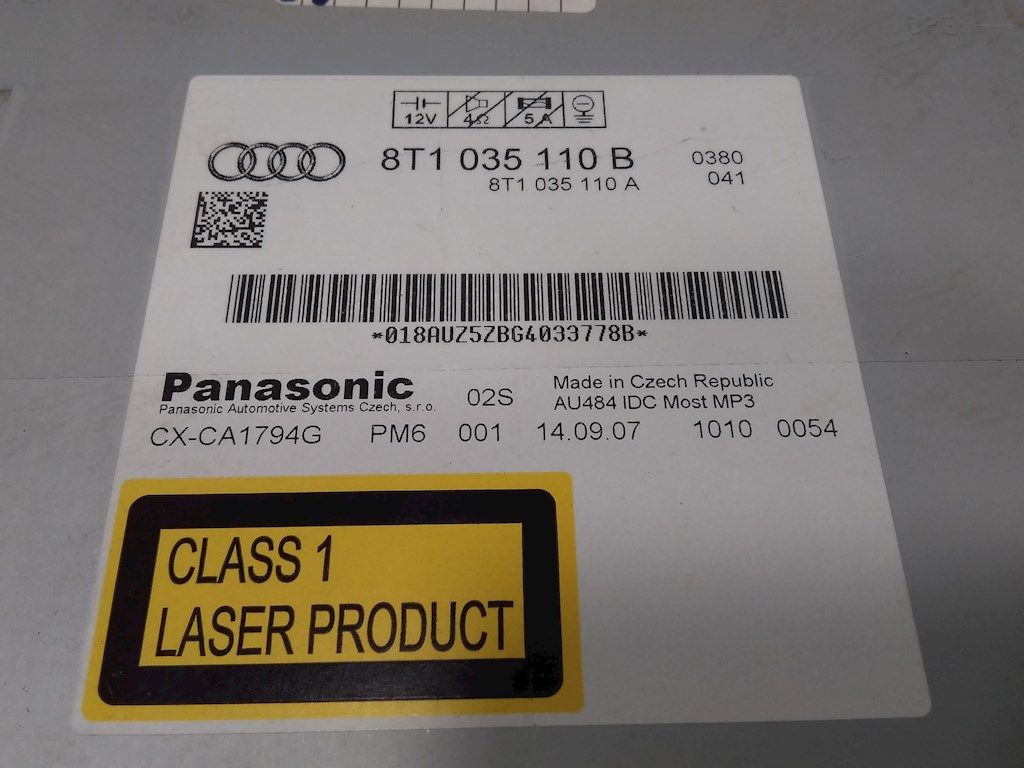 OPEN
12V 4Ω 5A
8T1 035 110 B 0380
8T1 035 110 A 041
*018AUZ5ZBG4033778B*
Panasonic 02S Made in Czech Republic
Panasonic Automotive Systems Czech, s.r.o. AU484 IDC Most MP3
CX-CA1794G PM6 001 14.09.07 1010 0054
CLASS 1
LASER PRODUCT